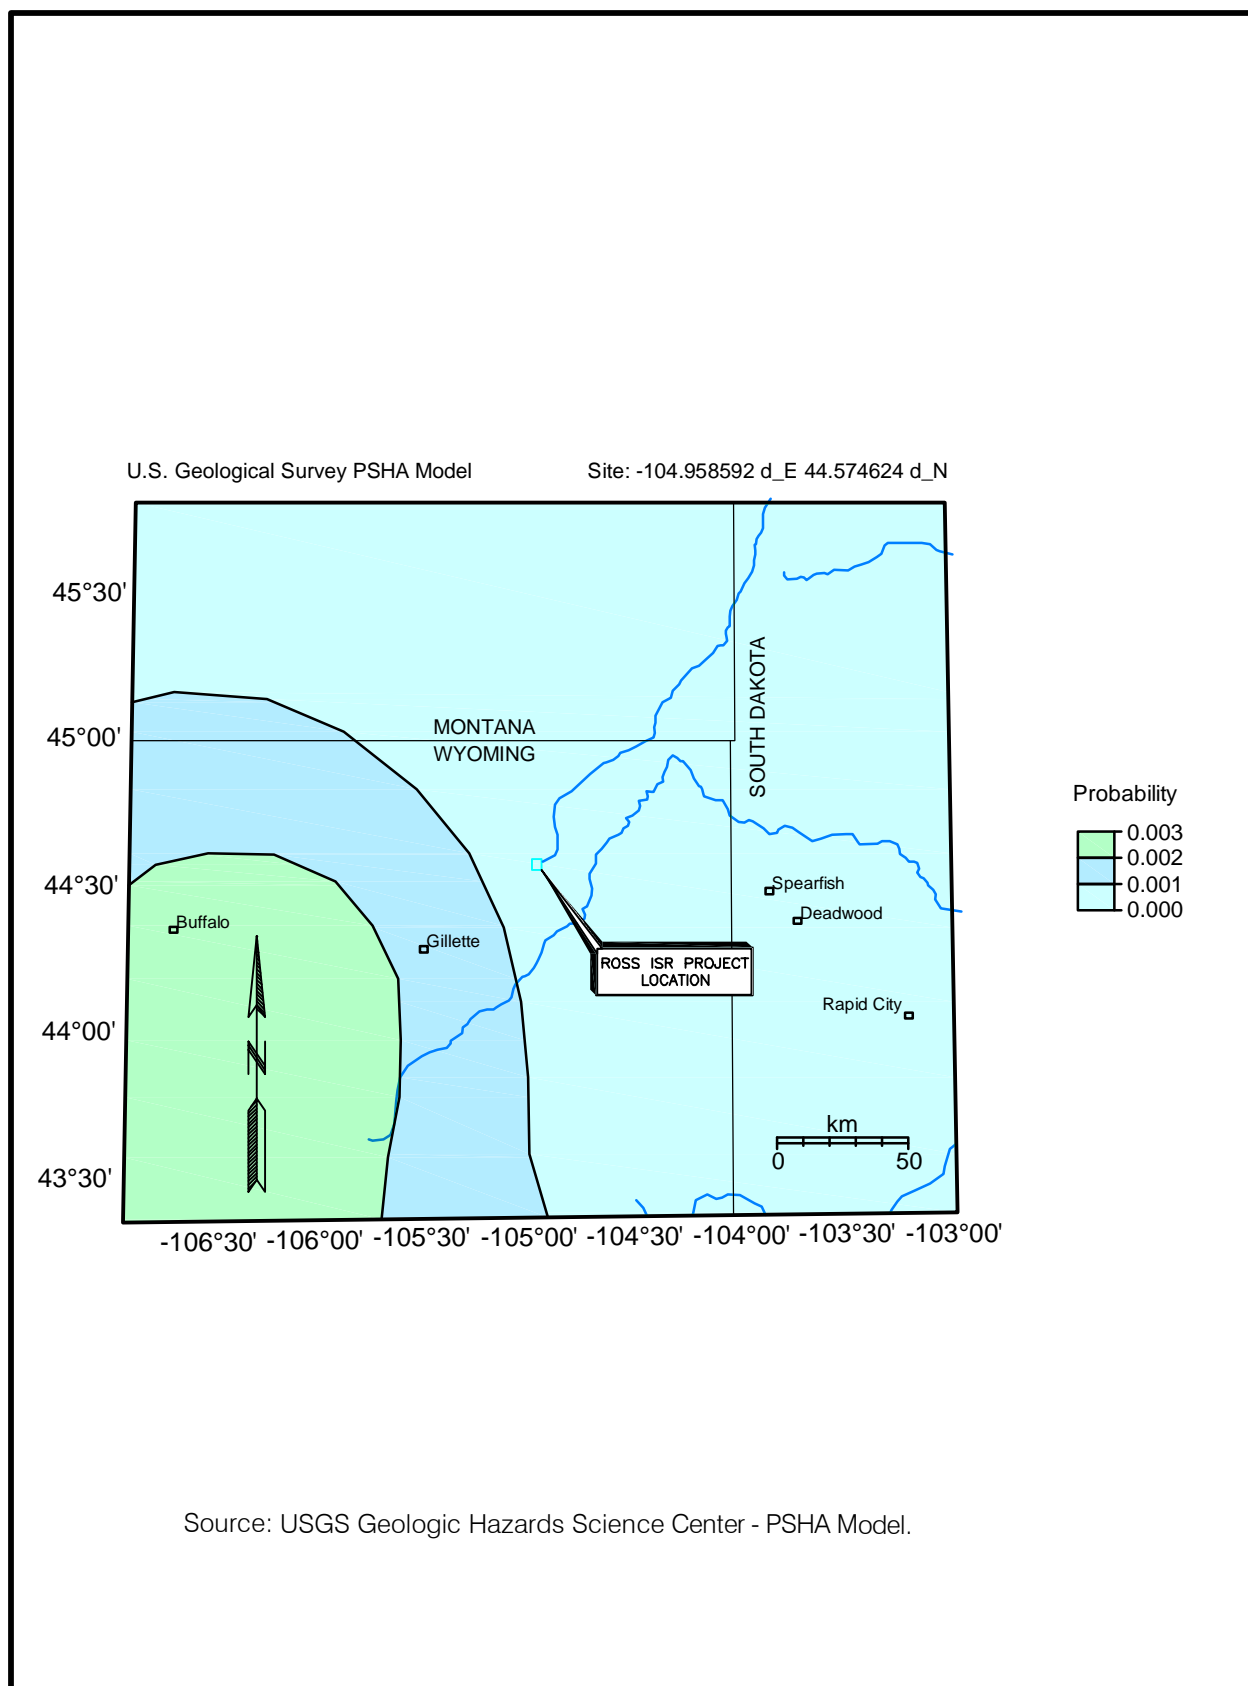 U.S. Geological Survey PSHA Model
Site: -104.958592 d_E 44.574624 d_N
45°30'
45°00'
44°30'
44°00'
43°30'
MONTANA
WYOMING
SOUTH DAKOTA
Buffalo
Gillette
Spearfish
Deadwood
Rapid City
ROSS ISR PROJECT
LOCATION
N
km
0 50
-106°30' -106°00' -105°30' -105°00' -104°30' -104°00' -103°30' -103°00'
Probability
0.003
0.002
0.001
0.000
Source: USGS Geologic Hazards Science Center - PSHA Model.